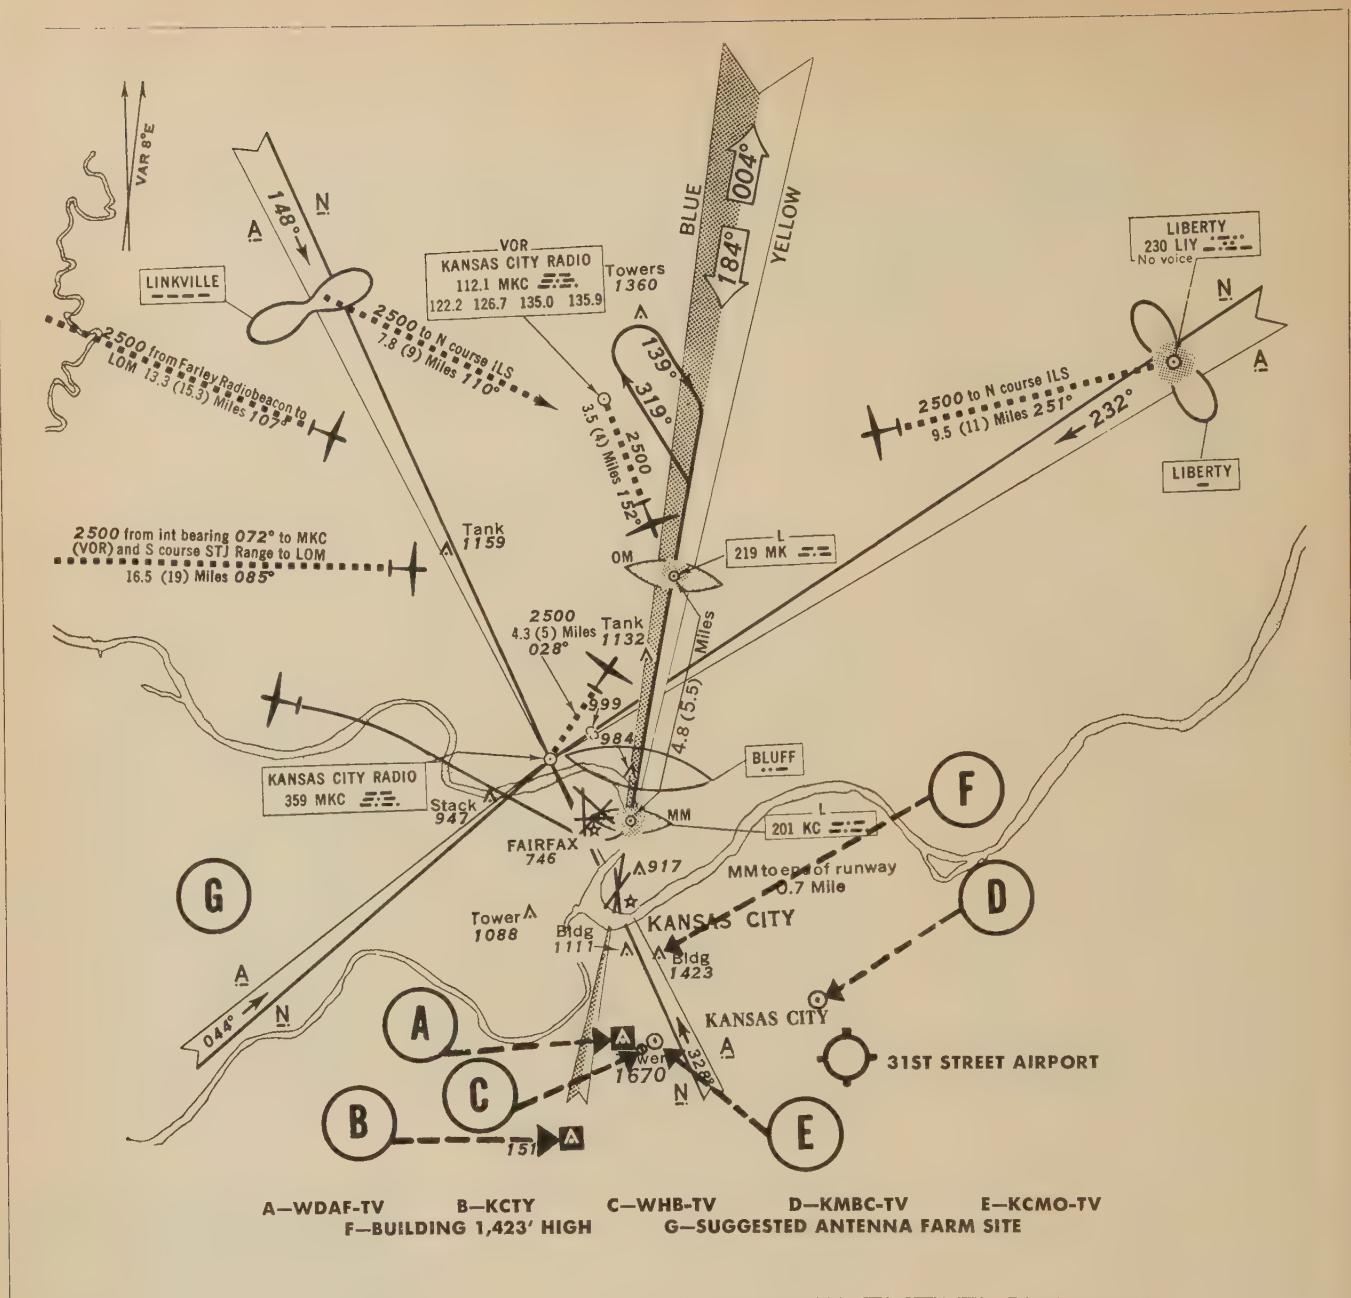 VAR 8°E
148°
N
A
LINKVILLE
VOR
KANSAS CITY RADIO
112.1 MKC
122.2 126.7 135.0 135.9
Towers
1360
BLUE
YELLOW
004°
184°
LIBERTY
230 LIY
No voice
N
A
2500 to N course ILS
7.8 (9) Miles 110°
2500 from Farley Radiobeacon to
LOM 13.3 (15.3) Miles 107°
139°
319°
2500
3.5 (4) Miles 152°
2500 to N course ILS
9.5 (11) Miles 251°
232°
LIBERTY
2500 from int bearing 072° to MKC
(VOR) and S course STJ Range to LOM
16.5 (19) Miles 085°
Tank
1159
OM
L
219 MK
2500
4.3 (5) Miles
028°
Tank
1132
4.8 (5.5) Miles
999
984
BLUFF
KANSAS CITY RADIO
359 MKC
Stack
947
MM
L
201 KC
F
FAIRFAX
746
917
MM to end of runway
0.7 Mile
G
D
Tower
1088
KANSAS CITY
Bldg
1111
Bldg
1423
A
N
044°
A
KANSAS CITY
A
31ST STREET AIRPORT
1670
328°
N
C
B
E
A—WDAF-TV B—KCTY C—WHB-TV D—KMBC-TV E—KCMO-TV
F—BUILDING 1,423′ HIGH G—SUGGESTED ANTENNA FARM SITE